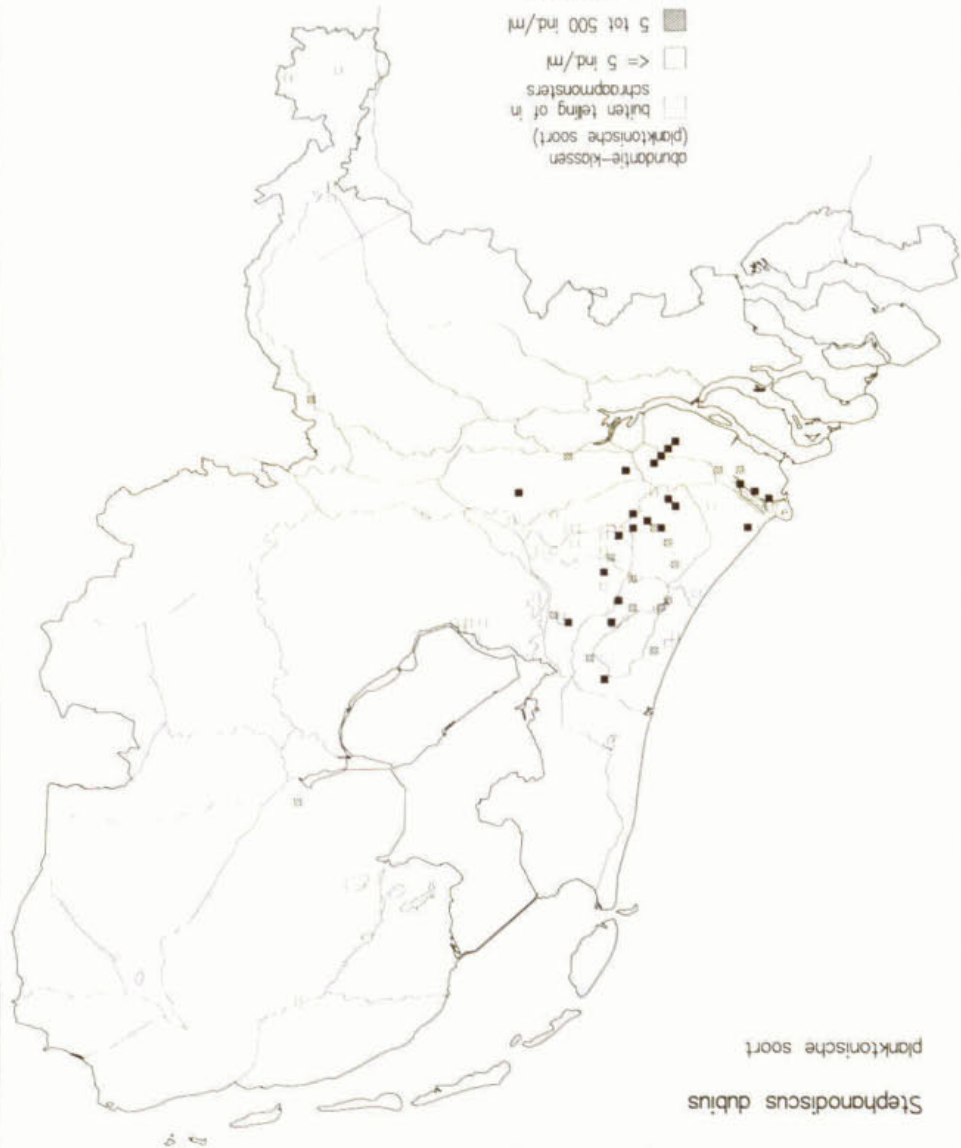 Stephanodiscus dubius
planktonische soort
abundantie-klassen
(planktonische soort)
buiten telling of in
schraapmonsters
<= 5 ind./ml
5 tot 500 ind./ml